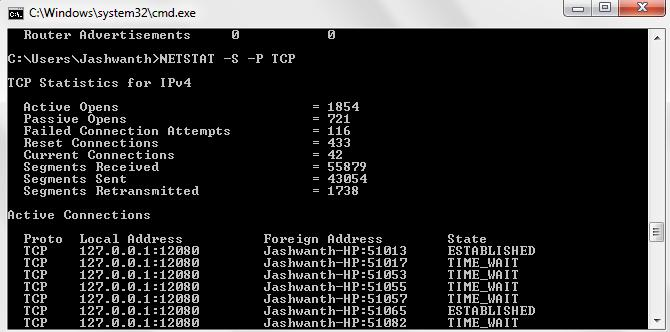 C:\Windows\system32\cmd.exe
Router Advertisements 0 0
C:\Users\Jashwanth>NETSTAT -S -P TCP
TCP Statistics for IPv4
Active Opens = 1854
Passive Opens = 721
Failed Connection Attempts = 116
Reset Connections = 433
Current Connections = 42
Segments Received = 55879
Segments Sent = 43054
Segments Retransmitted = 1738
Active Connections
Proto Local Address Foreign Address State
TCP 127.0.0.1:12080 Jashwanth-HP:51013 ESTABLISHED
TCP 127.0.0.1:12080 Jashwanth-HP:51017 TIME_WAIT
TCP 127.0.0.1:12080 Jashwanth-HP:51053 TIME_WAIT
TCP 127.0.0.1:12080 Jashwanth-HP:51055 TIME_WAIT
TCP 127.0.0.1:12080 Jashwanth-HP:51057 TIME_WAIT
TCP 127.0.0.1:12080 Jashwanth-HP:51065 ESTABLISHED
TCP 127.0.0.1:12080 Jashwanth-HP:51082 TIME_WAIT